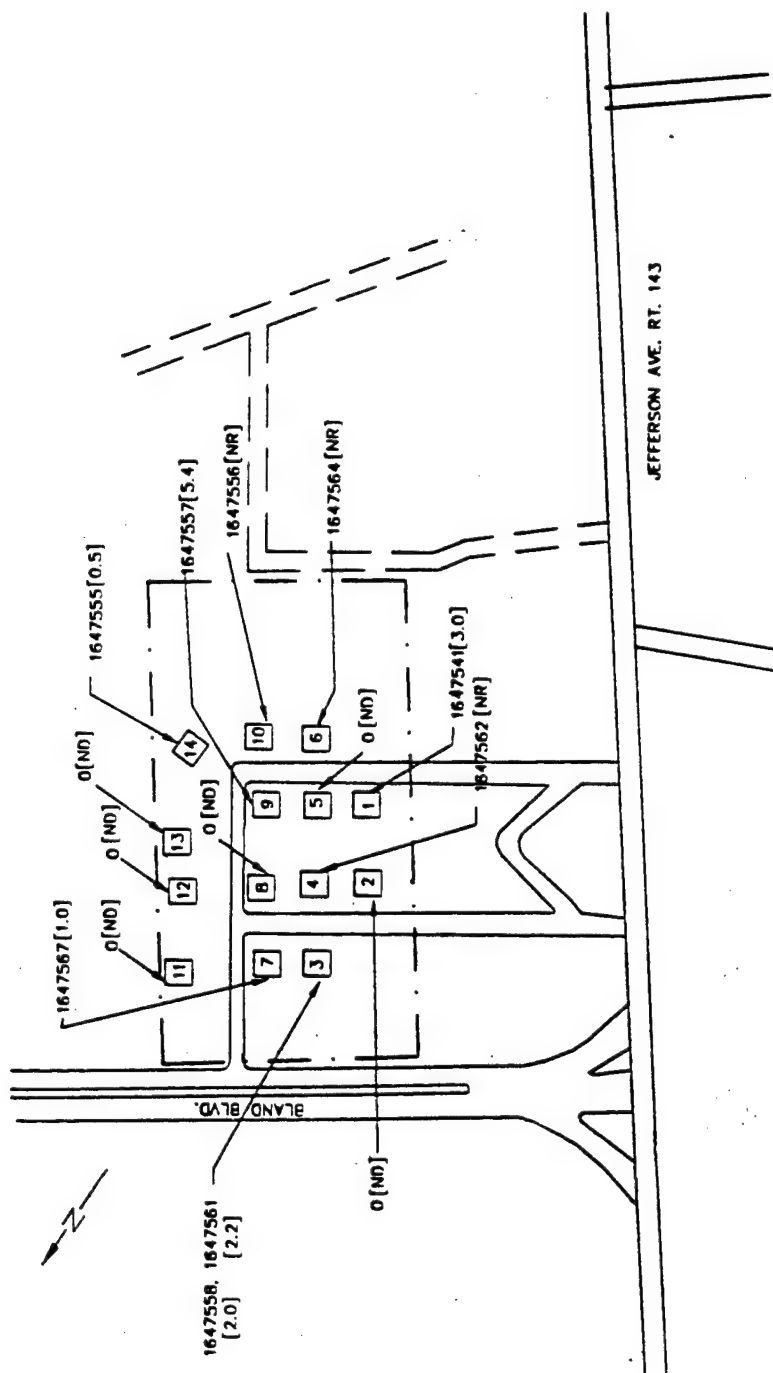 1647558, 1647561
[2.0] [2.2]
N
BLAND BLVD.
1647567[1.0]
0[ND]
0[ND]
0[ND]
1647555[0.5]
11
12
13
14
1647557[5.4]
0[ND]
7
8
9
10
1647556[NR]
3
4
5
6
1647564[NR]
0[ND]
2
1
0[ND]
1647541[3.0]
1647562[NR]
JEFFERSON AVE. RT. 143